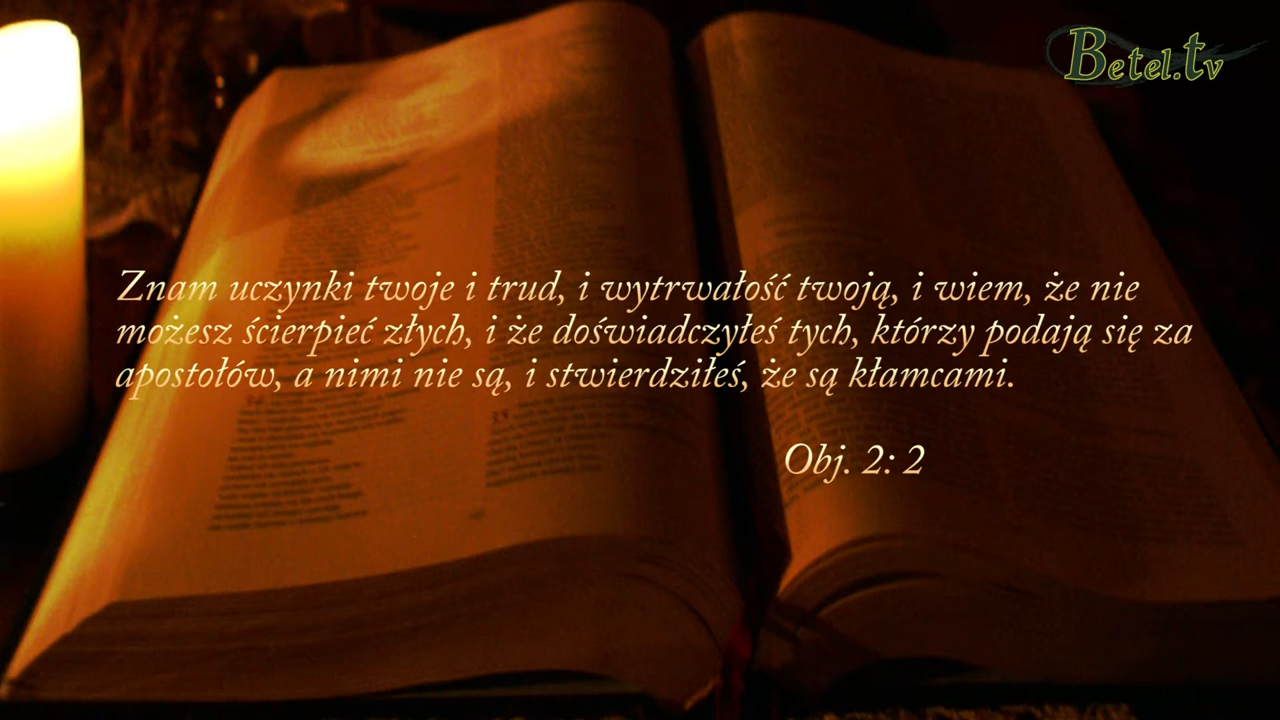 Betel.tv
Znam uczynki twoje i trud, i wytrwałość twoją, i wiem, że nie
możesz ścierpieć złych, i że doświadczyłeś tych, którzy podają się za
apostołów, a nimi nie są, i stwierdziłeś, że są kłamcami.
Obj. 2: 2